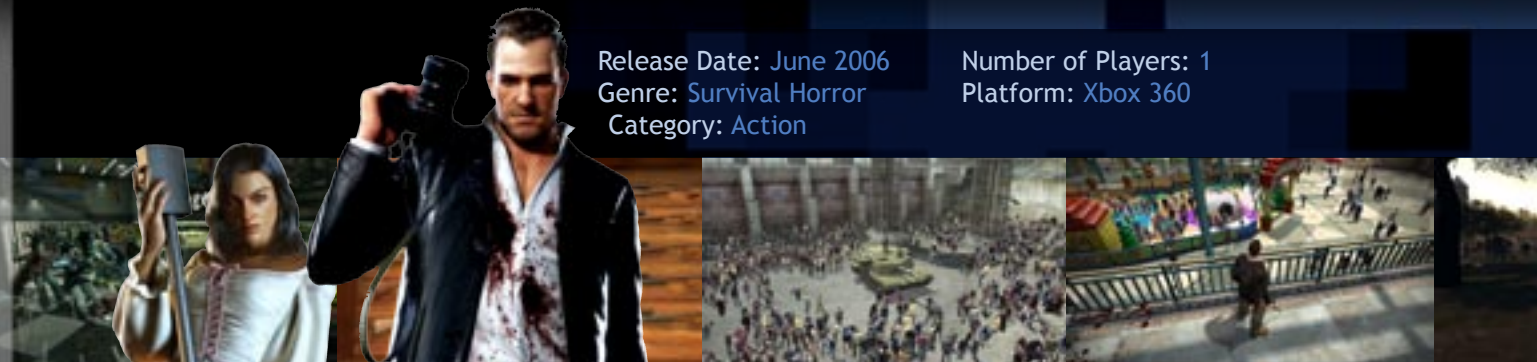 Release Date: June 2006
Genre: Survival Horror
Category: Action
Number of Players: 1
Platform: Xbox 360